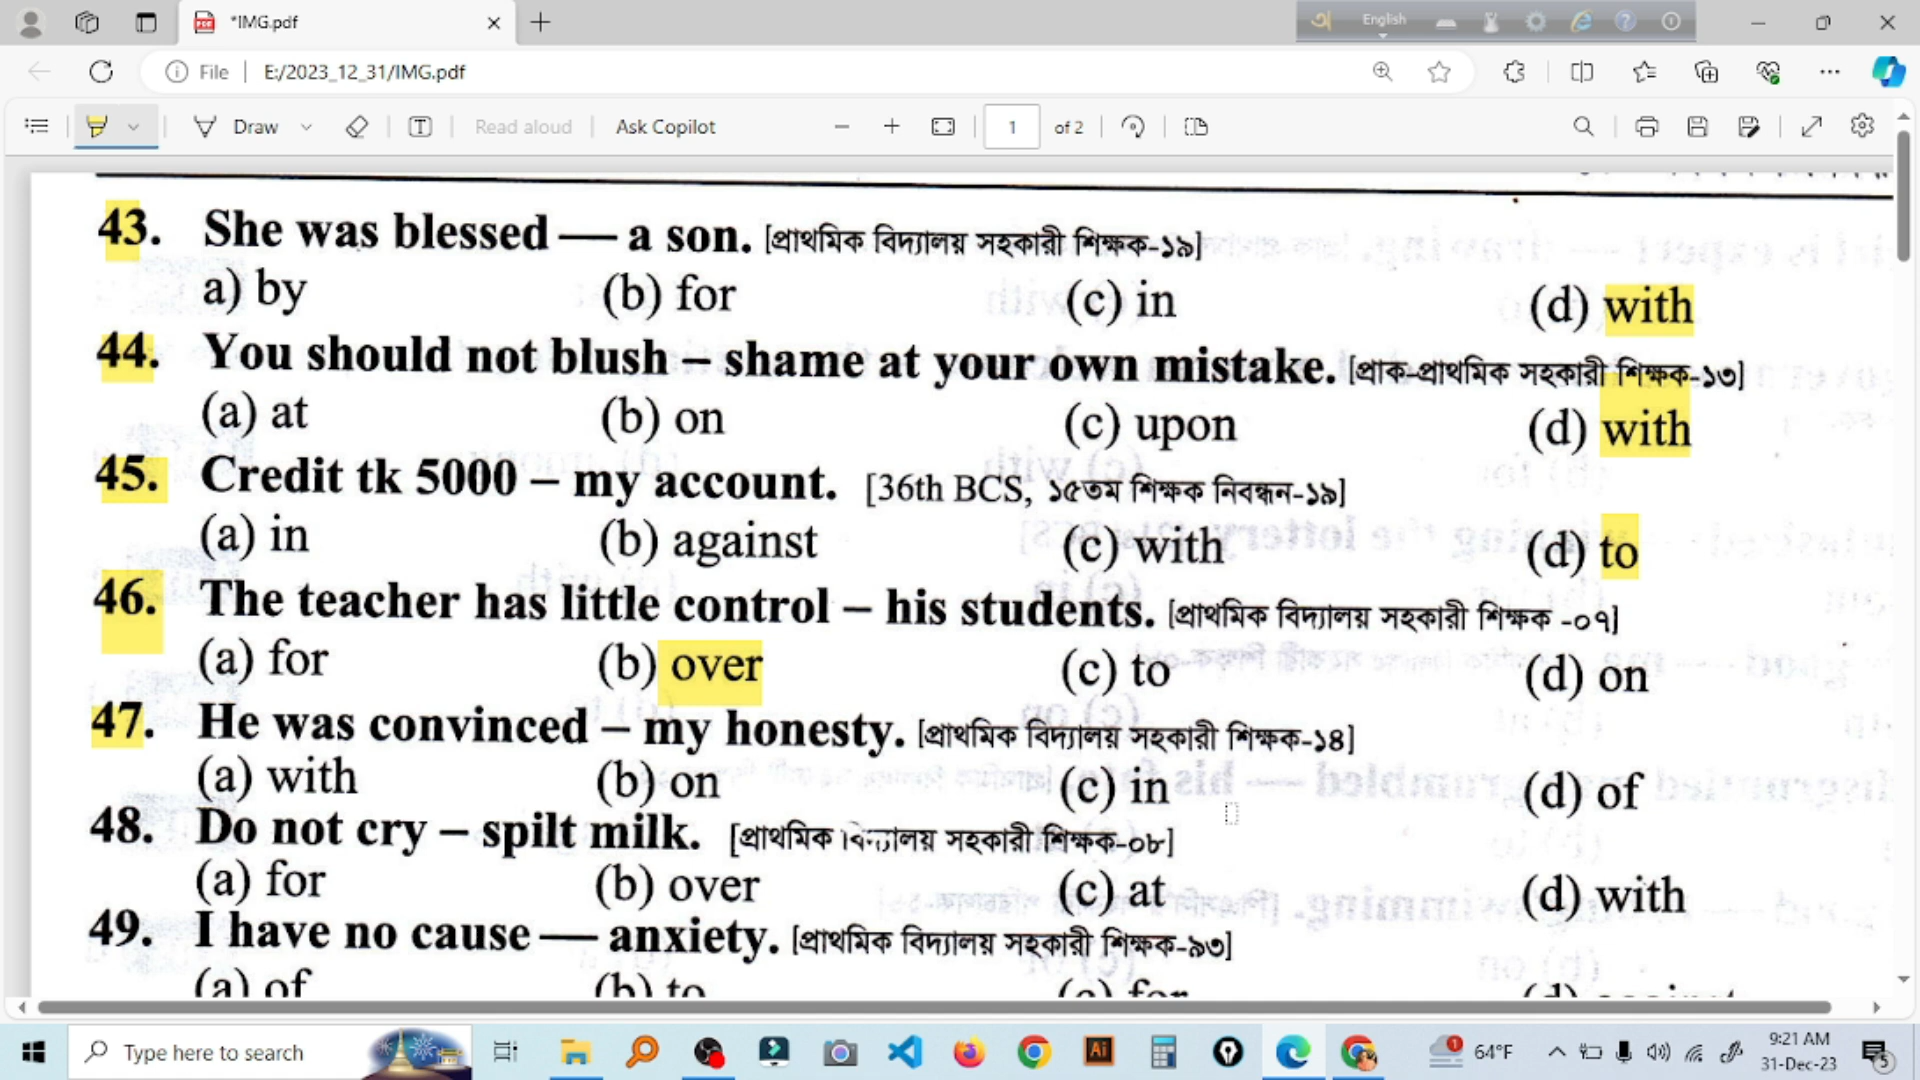 *IMG.pdf
English
File
E:/2023_12_31/IMG.pdf
Draw
Read aloud
Ask Copilot
1
of 2
43. She was blessed — a son. [প্রাথমিক বিদ্যালয় সহকারী শিক্ষক-১৯]
a) by (b) for (c) in (d) with
44. You should not blush – shame at your own mistake. [প্রাক-প্রাথমিক সহকারী শিক্ষক-১৩]
(a) at (b) on (c) upon (d) with
45. Credit tk 5000 – my account. [36th BCS, ১৫তম শিক্ষক নিবন্ধন-১৯]
(a) in (b) against (c) with (d) to
46. The teacher has little control – his students. [প্রাথমিক বিদ্যালয় সহকারী শিক্ষক -০৭]
(a) for (b) over (c) to (d) on
47. He was convinced – my honesty. [প্রাথমিক বিদ্যালয় সহকারী শিক্ষক-১৪]
(a) with (b) on (c) in (d) of
48. Do not cry – spilt milk. [প্রাথমিক বিদ্যালয় সহকারী শিক্ষক-০৮]
(a) for (b) over (c) at (d) with
49. I have no cause — anxiety. [প্রাথমিক বিদ্যালয় সহকারী শিক্ষক-৯৩]
(a) of (b) to (c) for
Type here to search
64°F
9:21 AM
31-Dec-23